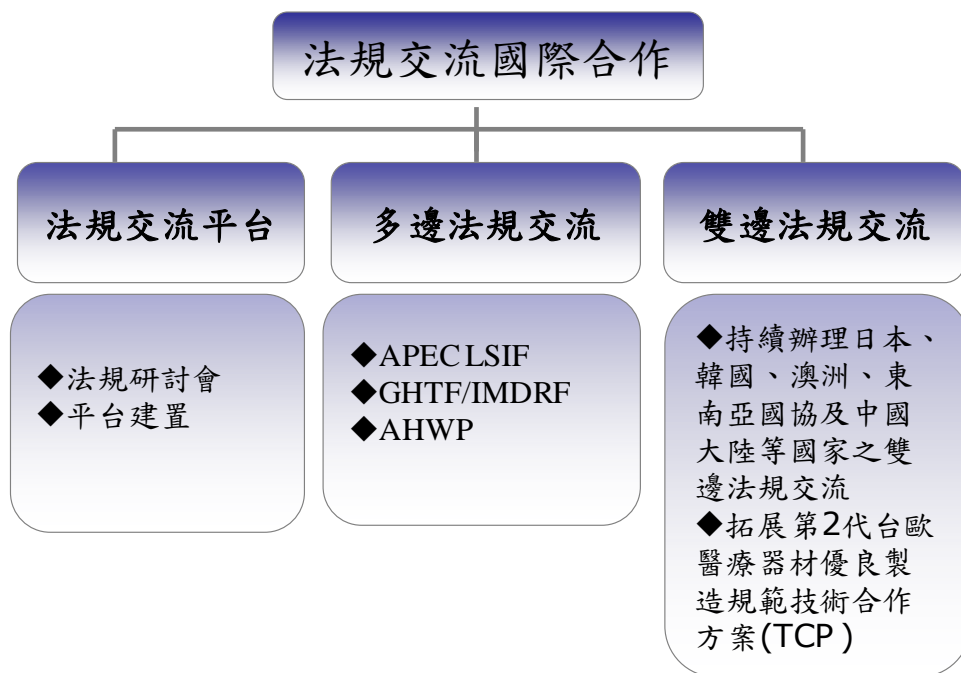 法規交流國際合作
法規交流平台
多邊法規交流
雙邊法規交流
◆法規研討會
◆平台建置
◆APEC LSIF
◆GHTF/IMDRF
◆AHWP
◆持續辦理日本、
韓國、澳洲、東
南亞國協及中國
大陸等國家之雙
邊法規交流
◆拓展第2代台歐
醫療器材優良製
造規範技術合作
方案(TCP )